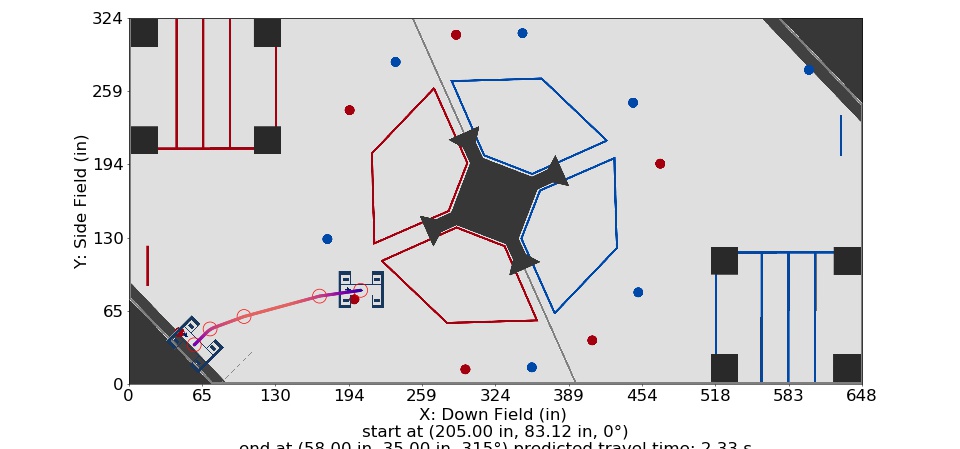 324
259
194
130
65
0
Y: Side Field (in)
0 65 130 194 259 324 389 454 518 583 648
X: Down Field (in)
start at (205.00 in, 83.12 in, 0°)
end at (58.00 in, 35.00 in, 315°) predicted travel time: 2.33 s